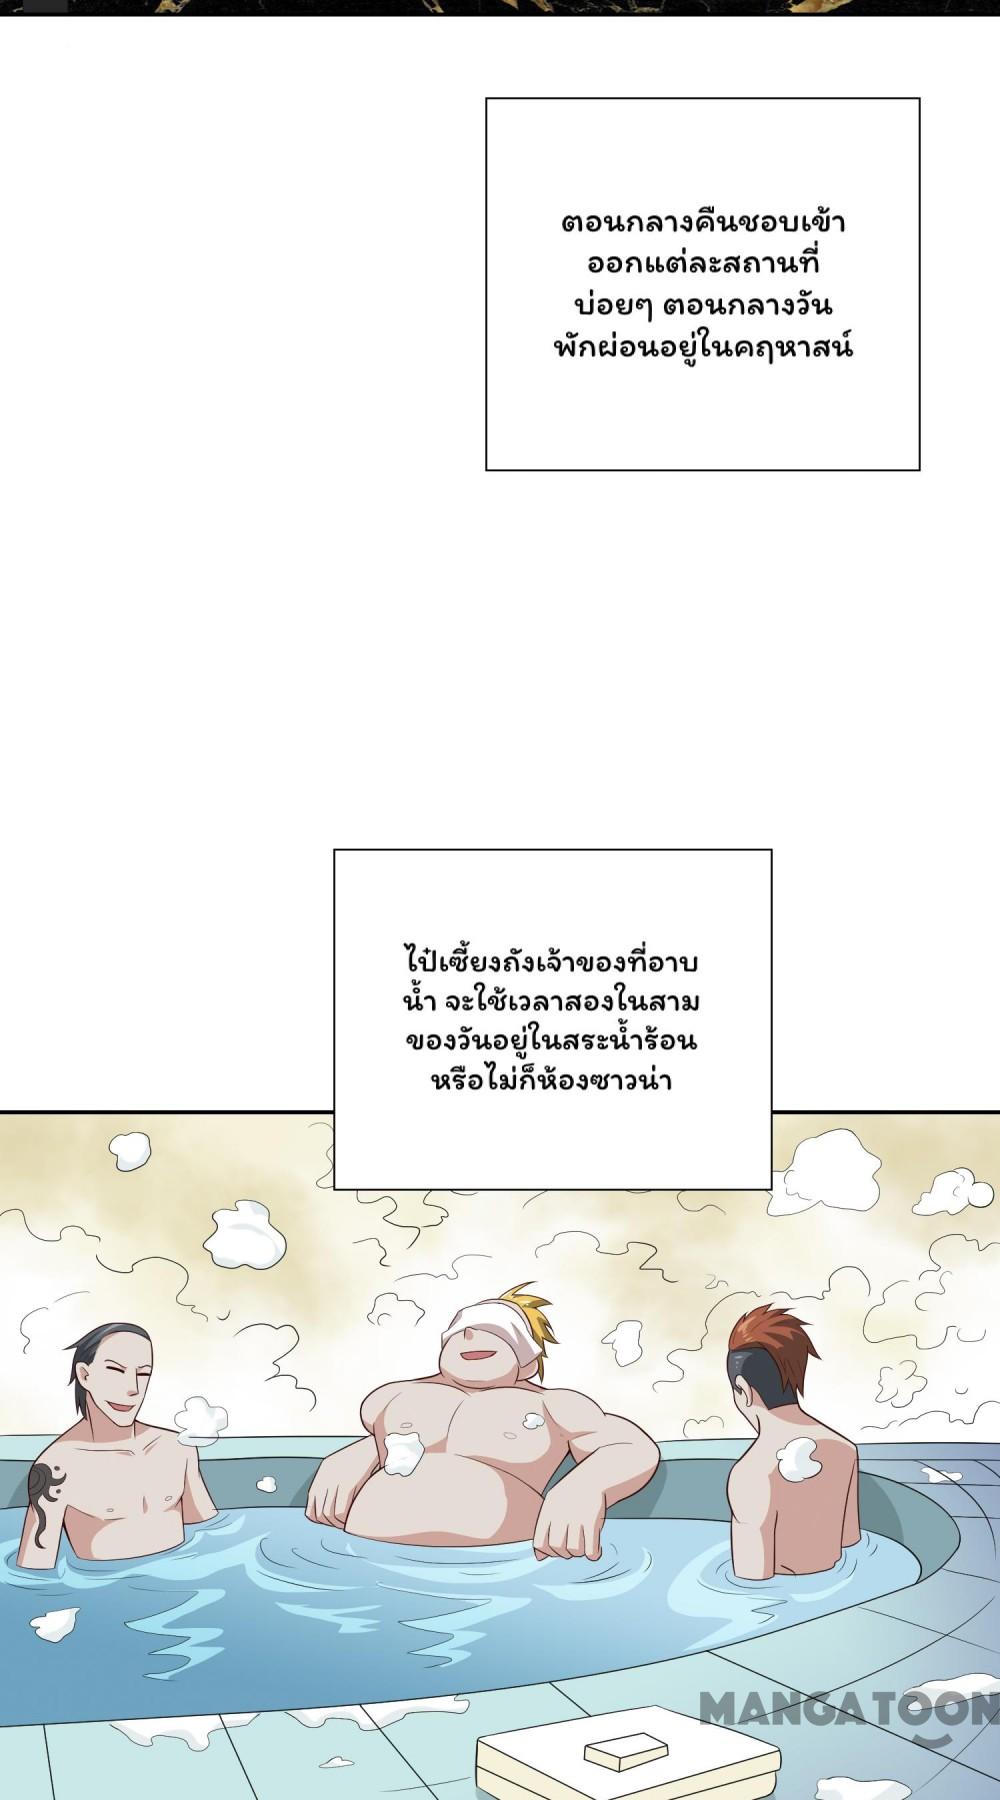 ตอนกลางคืนชอบเข้า
ออกแต่ละสถานที่
บ่อยๆ ตอนกลางวัน
พักผ่อนอยู่ในคฤหาสน์
ไป๋เซี้ยงถังเจ้าของที่อาบ
น้ำ จะใช้เวลาสองในสาม
ของวันอยู่ในสระน้ำร้อน
หรือไม่ก็ห้องซาวน่า
MANGATOON